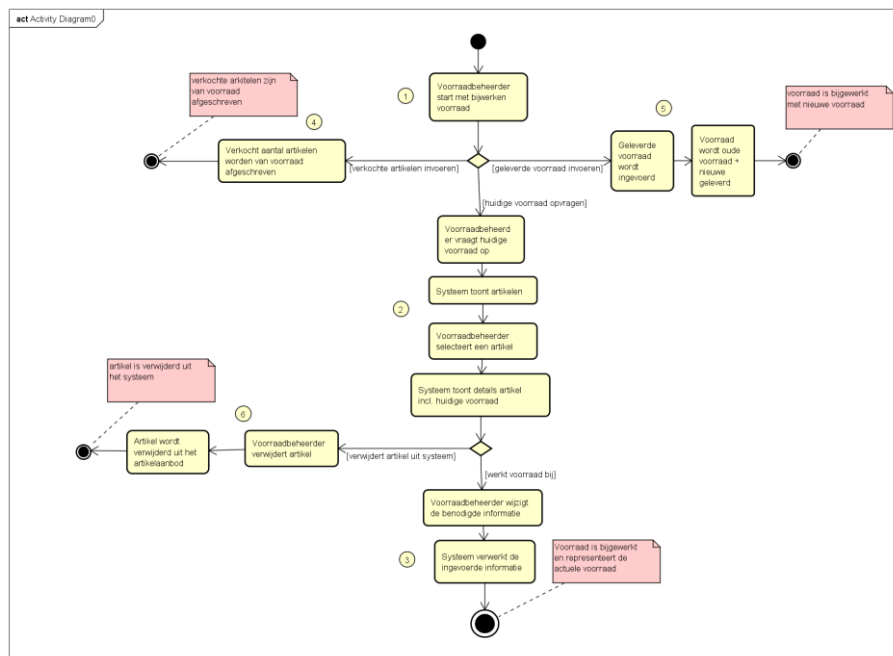 act Activity Diagram0
verkochte arkitelen zijn
van voorraad
afgeschreven
1
Voorraadbeheerder
start met bijwerken
voorraad
5
voorraad is bijgewerkt
met nieuwe voorraad
4
Verkocht aantal artikelen
worden van voorraad
afgeschreven
[verkochte artikelen invoeren]
[geleverde voorraad invoeren]
Geleverde
voorraad
wordt
ingevoerd
Voorraad
wordt oude
voorraad +
nieuwe
geleverd
[huidige voorraad opvragen]
Voorraadbeheerd
er vraagt huidige
voorraad op
Systeem toont artikelen
2
Voorraadbeheerder
selecteert een artikel
Systeem toont details artikel
incl. huidige voorraad
artikel is verwijderd uit
het systeem
6
Artikel wordt
verwijderd uit het
artikelaanbod
Voorraadbeheerder
verwijdert artikel
[verwijdert artikel uit systeem]
[werkt voorraad bij]
Voorraadbeheerder wijzigt
de benodigde informatie
3
Systeem verwerkt de
ingevoerde informatie
Voorraad is bijgewerkt
en representeert de
actuele voorraad